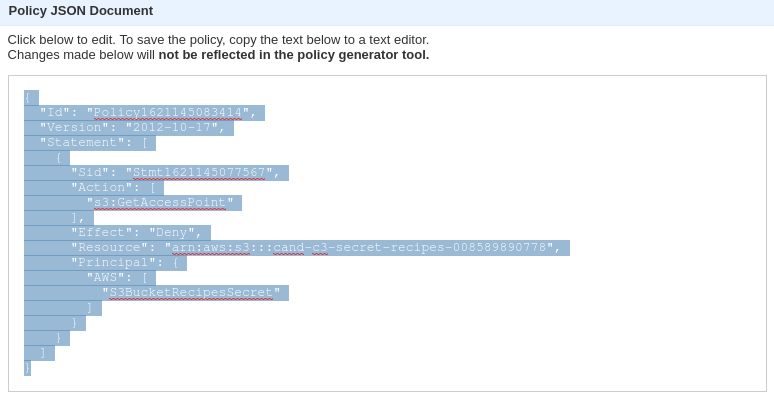 Policy JSON Document
Click below to edit. To save the policy, copy the text below to a text editor.
Changes made below will not be reflected in the policy generator tool.
{
  "Id": "Policy1621145083414",
  "Version": "2012-10-17",
  "Statement": [
    {
      "Sid": "Stmt1621145077567",
      "Action": [
        "s3:GetAccessPoint"
      ],
      "Effect": "Deny",
      "Resource": "arn:aws:s3:::cand-c3-secret-recipes-008589890778",
      "Principal": {
        "AWS": [
          "S3BucketRecipesSecret"
        ]
      }
    }
  ]
}